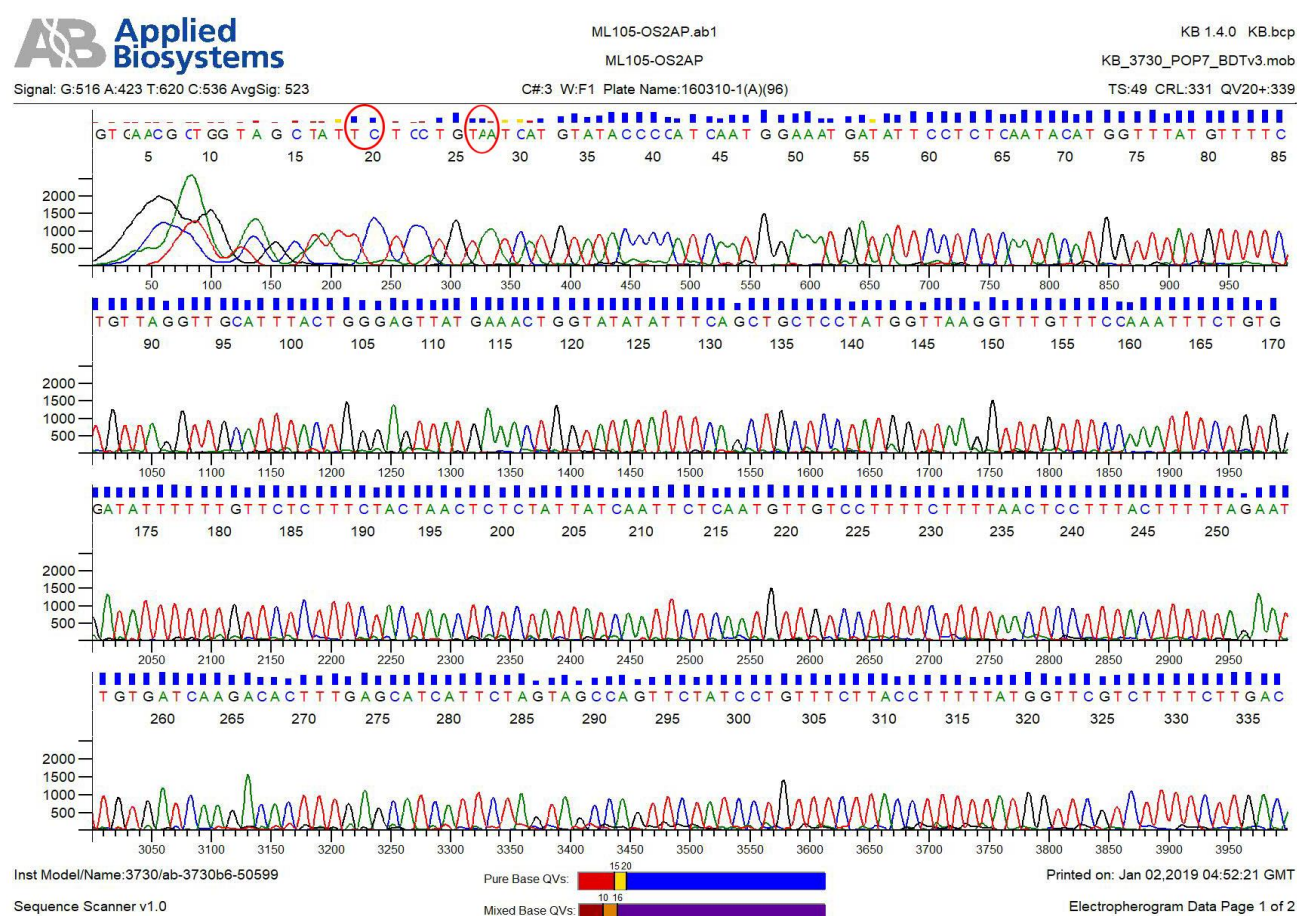 AB Applied Biosystems
ML105-OS2AP.ab1
KB 1.4.0 KB.bcp
ML105-OS2AP
KB_3730_POP7_BDTv3.mob
Signal: G:516 A:423 T:620 C:536 AvgSig: 523
C#:3 W:F1 Plate Name:160310-1(A)(96)
TS:49 CRL:331 QV20+:339
GTGAACG CTGGT A G CTAT T C T CC T GTAATCAT GTATACCCCATCAAT GGAAATGATATTCCTCTCAATACATGGTTTATGTTTTC
5 10 15 20 25 30 35 40 45 50 55 60 65 70 75 80 85
2000
1500
1000
500
50 100 150 200 250 300 350 400 450 500 550 600 650 700 750 800 850 900 950
TGTTAGGTTGCATTTACTGGGAGTTATGAAACTGGTATATATTTCAGCTGCTCCTATGGTTAAGGTTTGTTTCCAAATTTCTGTG
90 95 100 105 110 115 120 125 130 135 140 145 150 155 160 165 170
2000
1500
1000
500
1050 1100 1150 1200 1250 1300 1350 1400 1450 1500 1550 1600 1650 1700 1750 1800 1850 1900 1950
GATATTTTTTGTTCTCTTTCTACTAACTCTCTATTATCAATTCTCAATGTTGTCCTTTTCTTTTAACTCCTTTACTTTTTAGAAT
175 180 185 190 195 200 205 210 215 220 225 230 235 240 245 250
2000
1500
1000
500
2050 2100 2150 2200 2250 2300 2350 2400 2450 2500 2550 2600 2650 2700 2750 2800 2850 2900 2950
TGTGATCAAGACACTTTGAGCATCATTCTAGTAGCCAGTTCTATCCTGTTTCTTACCTTTTTATGGTTCGTCTTTTCTTGAC
260 265 270 275 280 285 290 295 300 305 310 315 320 325 330 335
2000
1500
1000
500
3050 3100 3150 3200 3250 3300 3350 3400 3450 3500 3550 3600 3650 3700 3750 3800 3850 3900 3950
Inst Model/Name:3730/ab-3730b6-50599
15 20
Pure Base QVs:
Printed on: Jan 02,2019 04:52:21 GMT
10 16
Sequence Scanner v1.0
Mixed Base QVs:
Electropherogram Data Page 1 of 2